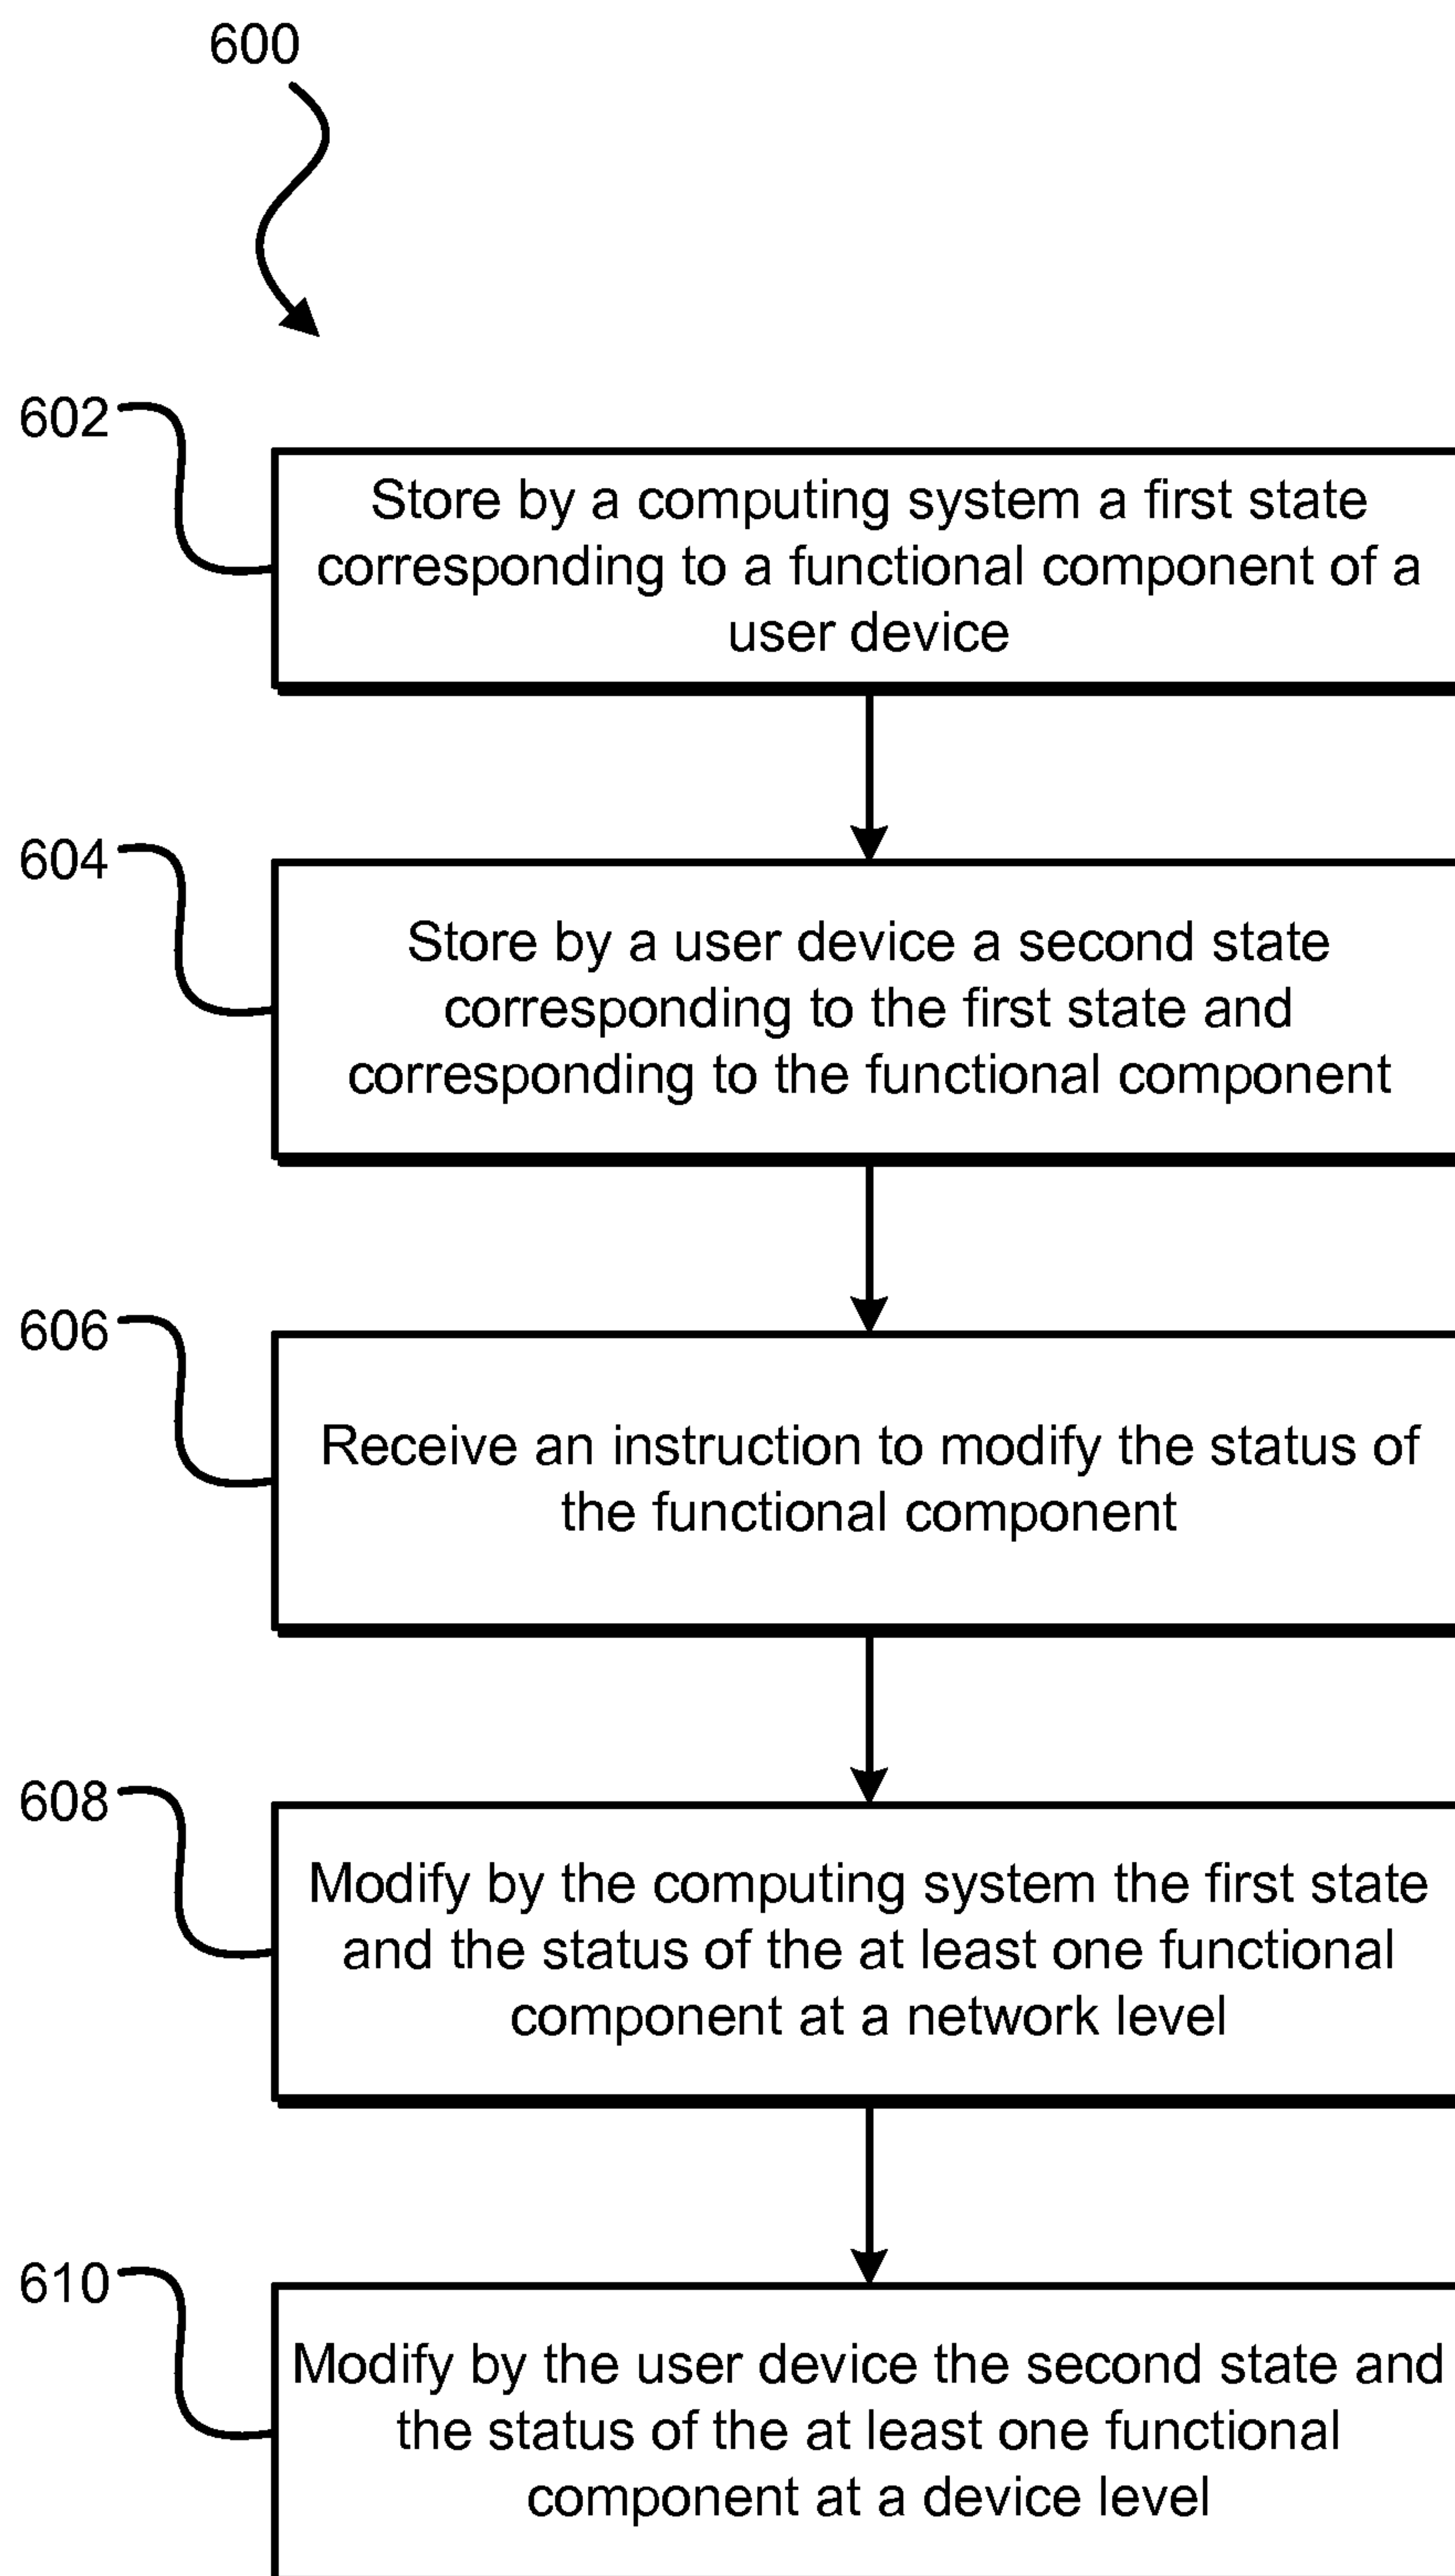 600
602
Store by a computing system a first state
corresponding to a functional component of a
user device
604
Store by a user device a second state
corresponding to the first state and
corresponding to the functional component
606
Receive an instruction to modify the status of
the functional component
608
Modify by the computing system the first state
and the status of the at least one functional
component at a network level
610
Modify by the user device the second state and
the status of the at least one functional
component at a device level